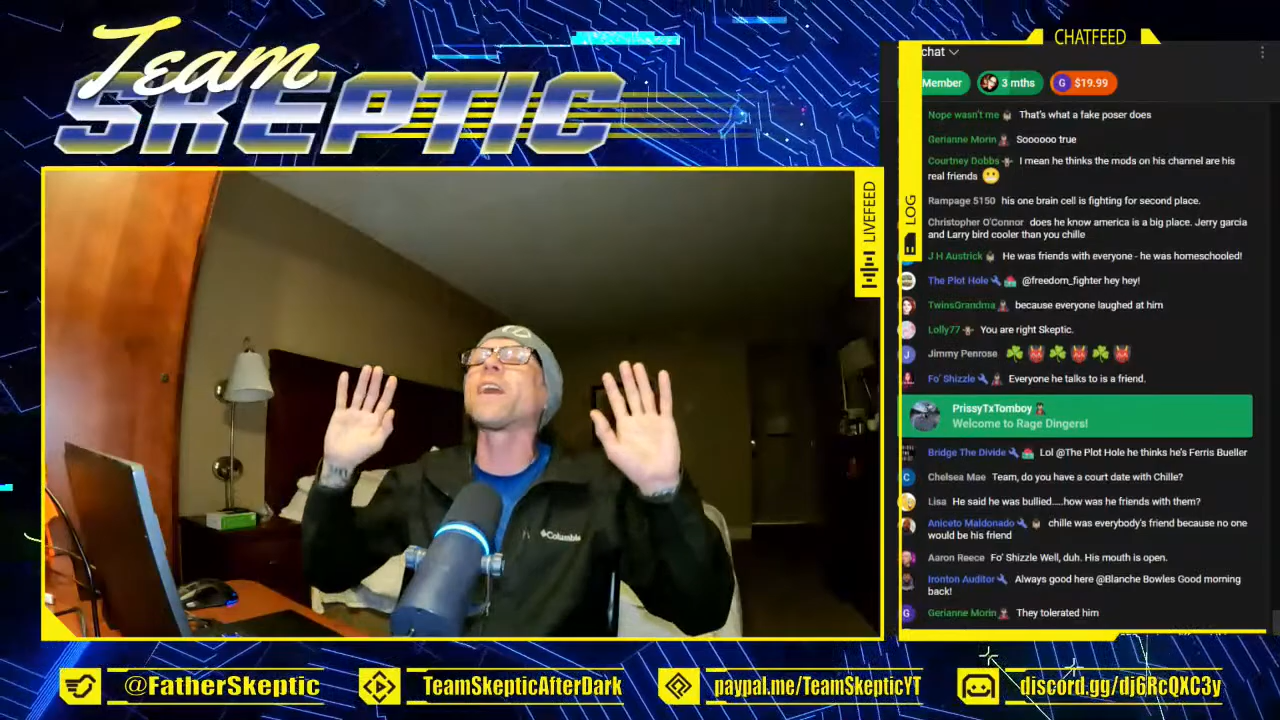 Team
SKEPTIC
CHATFEED
chat
Member
3 mths
G $19.99
LIVEFEED
LOG
Nope wasn't me That's what a fake poser does
Gerianne Morin Soooooo true
Courtney Dobbs I mean he thinks the mods on his channel are his
real friends 😬
Rampage 5150 his one brain cell is fighting for second place.
Christopher O'Connor does he know america is a big place. Jerry garcia
and Larry bird cooler than you chille
J H Austrick He was friends with everyone - he was homeschooled!
The Plot Hole @freedom_fighter hey hey!
TwinsGrandma because everyone laughed at him
Lolly77 You are right Skeptic.
J Jimmy Penrose ☘️👹☘️👹☘️👹
Fo' Shizzle Everyone he talks to is a friend.
PrissyTxTomboy
Welcome to Rage Dingers!
Bridge The Divide Lol @The Plot Hole he thinks he's Ferris Bueller
C Chelsea Mae Team, do you have a court date with Chille?
Lisa He said he was bullied.....how was he friends with them?
Aniceto Maldonado chille was everybody's friend because no one
would be his friend
Aaron Reece Fo' Shizzle Well, duh. His mouth is open.
Ironton Auditor Always good here @Blanche Bowles Good morning
back!
G Gerianne Morin They tolerated him
Columbia
@FatherSkeptic
TeamSkepticAfterDark
paypal.me/TeamSkepticYT
discord.gg/dj6RcQXC3y